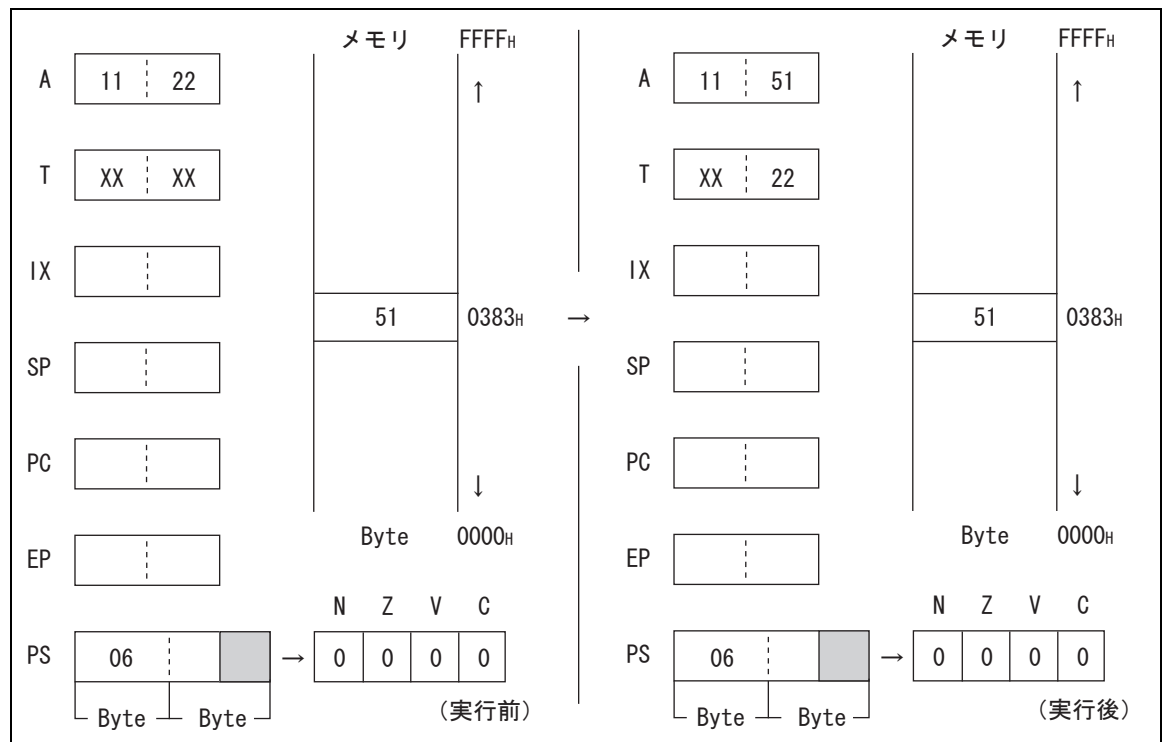 メモリ FFFFH
A 11 22
↑
T XX XX
IX
51 0383H
SP
PC
↓
Byte 0000H
EP
N Z V C
PS 06 → 0 0 0 0
Byte Byte (実行前)
→
メモリ FFFFH
A 11 51
↑
T XX 22
IX
51 0383H
SP
PC
↓
Byte 0000H
EP
N Z V C
PS 06 → 0 0 0 0
Byte Byte (実行後)